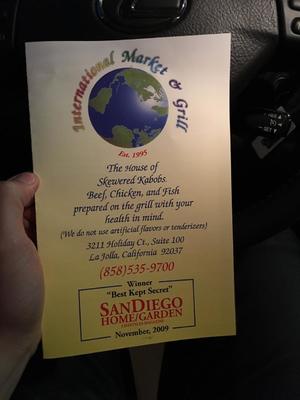 International Market & Grill
Est. 1995
The House of
Skewered Kabobs.
Beef, Chicken, and Fish
prepared on the grill with your
health in mind.
(We do not use artificial flavors or tenderizers)
3211 Holiday Ct., Suite 100
La Jolla, California 92037
(858)535-9700
Winner
"Best Kept Secret"
SAN DIEGO
HOME/GARDEN
LIFESTYLES MAGAZINE
November, 2009